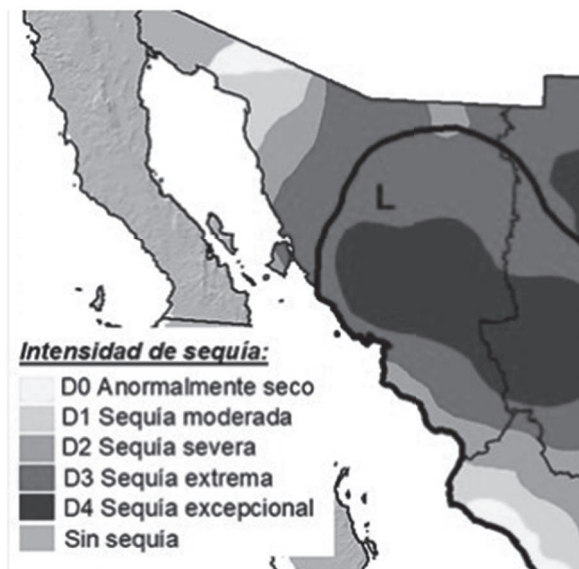 L
Intensidad de sequía:
D0 Anormalmente seco
D1 Sequía moderada
D2 Sequía severa
D3 Sequía extrema
D4 Sequía excepcional
Sin sequía